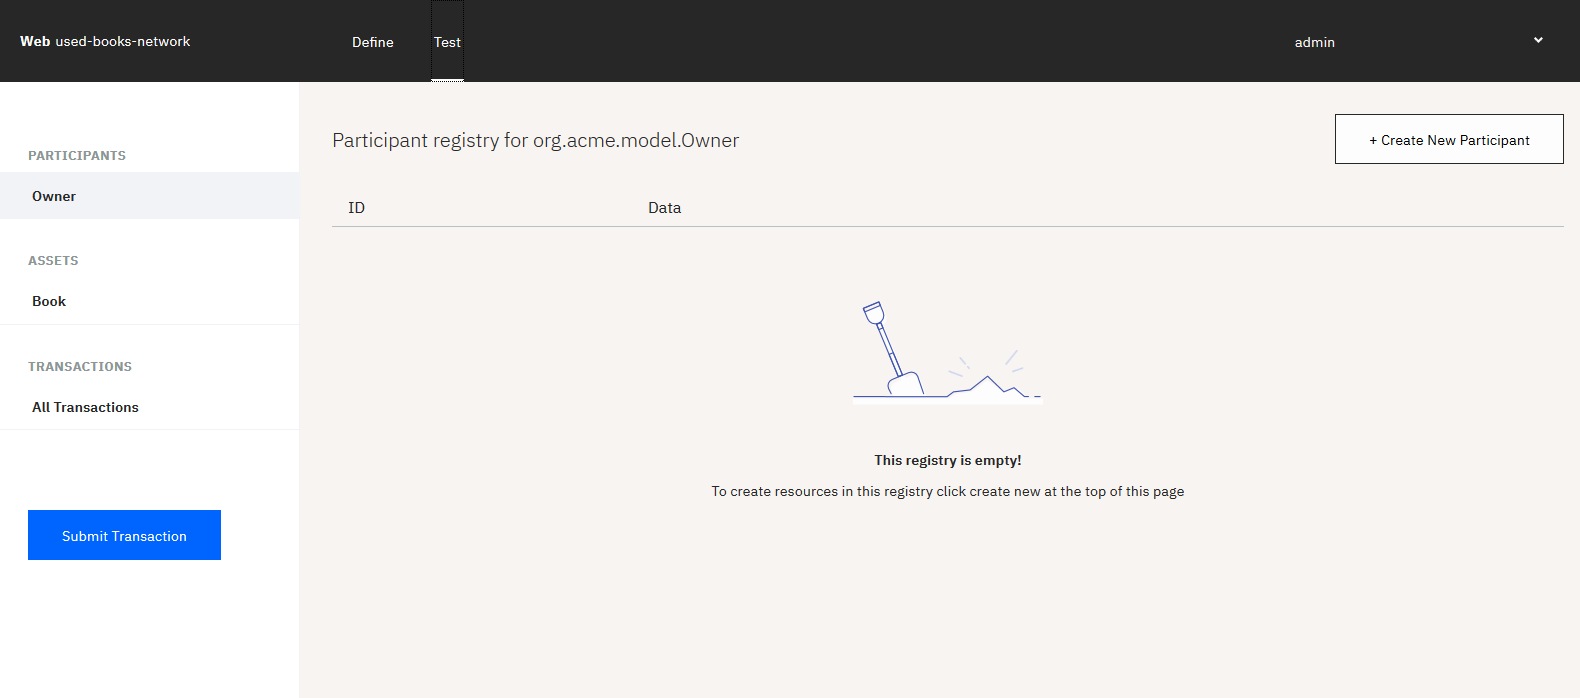 Web used-books-network
Define
Test
admin
PARTICIPANTS
Owner
ASSETS
Book
TRANSACTIONS
All Transactions
Submit Transaction
Participant registry for org.acme.model.Owner
+ Create New Participant
ID
Data
This registry is empty!
To create resources in this registry click create new at the top of this page